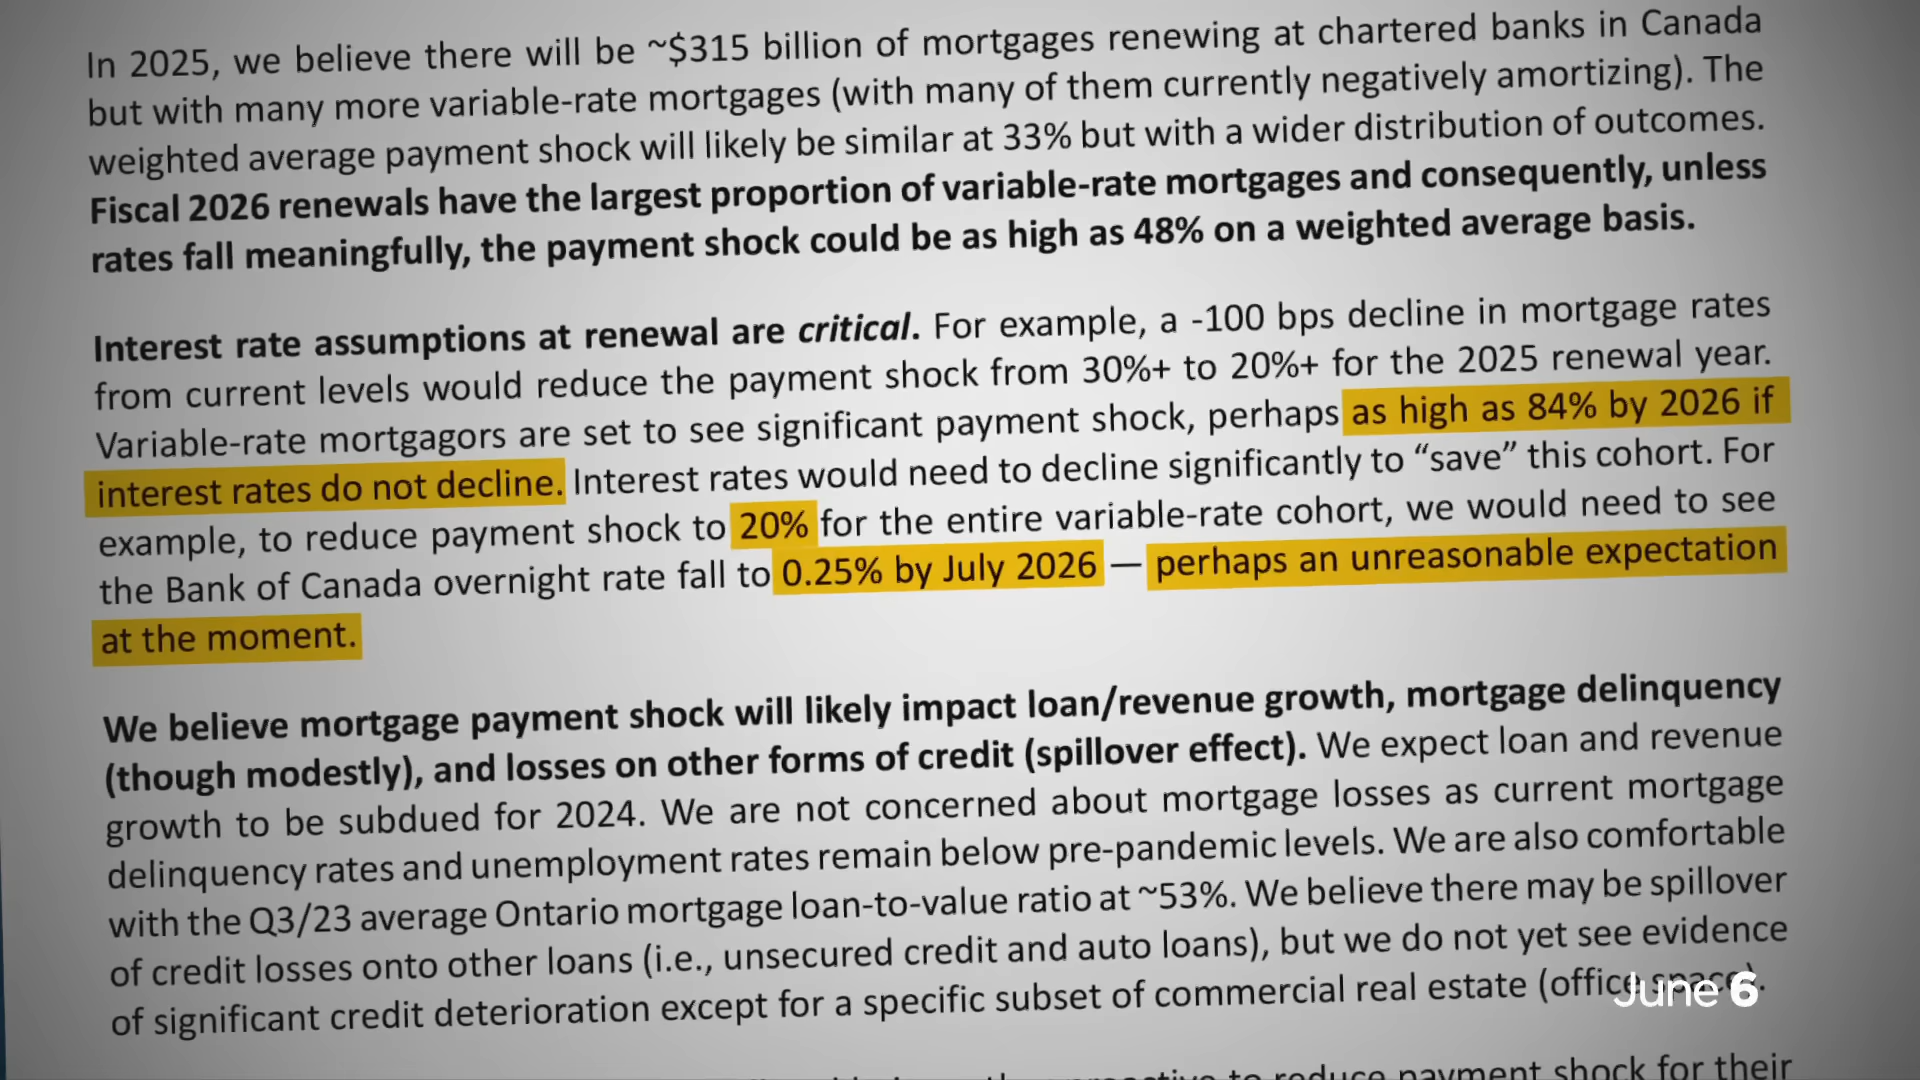 In 2025, we believe there will be ~$315 billion of mortgages renewing at chartered banks in Canada
but with many more variable-rate mortgages (with many of them currently negatively amortizing). The
weighted average payment shock will likely be similar at 33% but with a wider distribution of outcomes.
Fiscal 2026 renewals have the largest proportion of variable-rate mortgages and consequently, unless
rates fall meaningfully, the payment shock could be as high as 48% on a weighted average basis.
Interest rate assumptions at renewal are critical. For example, a -100 bps decline in mortgage rates
from current levels would reduce the payment shock from 30%+ to 20%+ for the 2025 renewal year.
Variable-rate mortgagors are set to see significant payment shock, perhaps as high as 84% by 2026 if
interest rates do not decline. Interest rates would need to decline significantly to “save” this cohort. For
example, to reduce payment shock to 20% for the entire variable-rate cohort, we would need to see
the Bank of Canada overnight rate fall to 0.25% by July 2026 — perhaps an unreasonable expectation
at the moment.
We believe mortgage payment shock will likely impact loan/revenue growth, mortgage delinquency
(though modestly), and losses on other forms of credit (spillover effect). We expect loan and revenue
growth to be subdued for 2024. We are not concerned about mortgage losses as current mortgage
delinquency rates and unemployment rates remain below pre-pandemic levels. We are also comfortable
with the Q3/23 average Ontario mortgage loan-to-value ratio at ~53%. We believe there may be spillover
of credit losses onto other loans (i.e., unsecured credit and auto loans), but we do not yet see evidence
of significant credit deterioration except for a specific subset of commercial real estate (office space).
June 6
to reduce payment shock for their